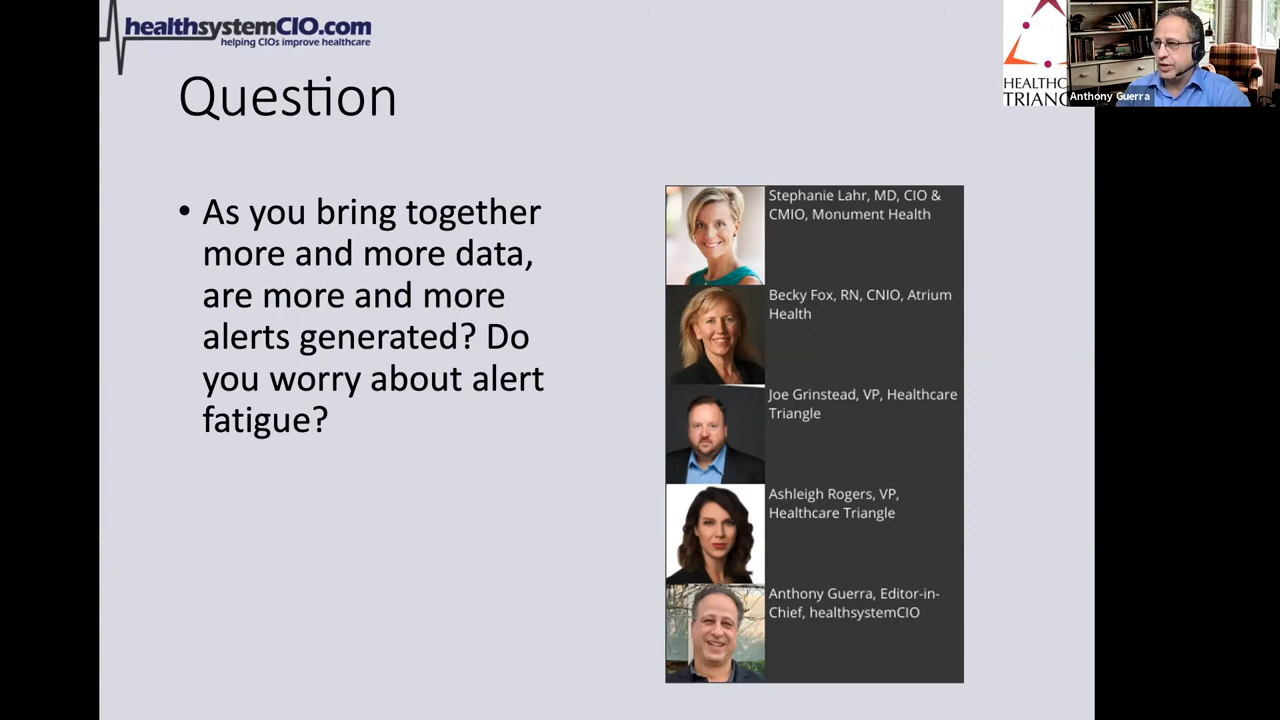 healthsystemCIO.com
helping CIOs improve healthcare
Question
• As you bring together
more and more data,
are more and more
alerts generated? Do
you worry about alert
fatigue?
Stephanie Lahr, MD, CIO &
CMIO, Monument Health
Becky Fox, RN, CNIO, Atrium
Health
Joe Grinstead, VP, Healthcare
Triangle
Ashleigh Rogers, VP,
Healthcare Triangle
Anthony Guerra, Editor-in-
Chief, healthsystemCIO
HEALTHC
TRIANG
Anthony Guerra